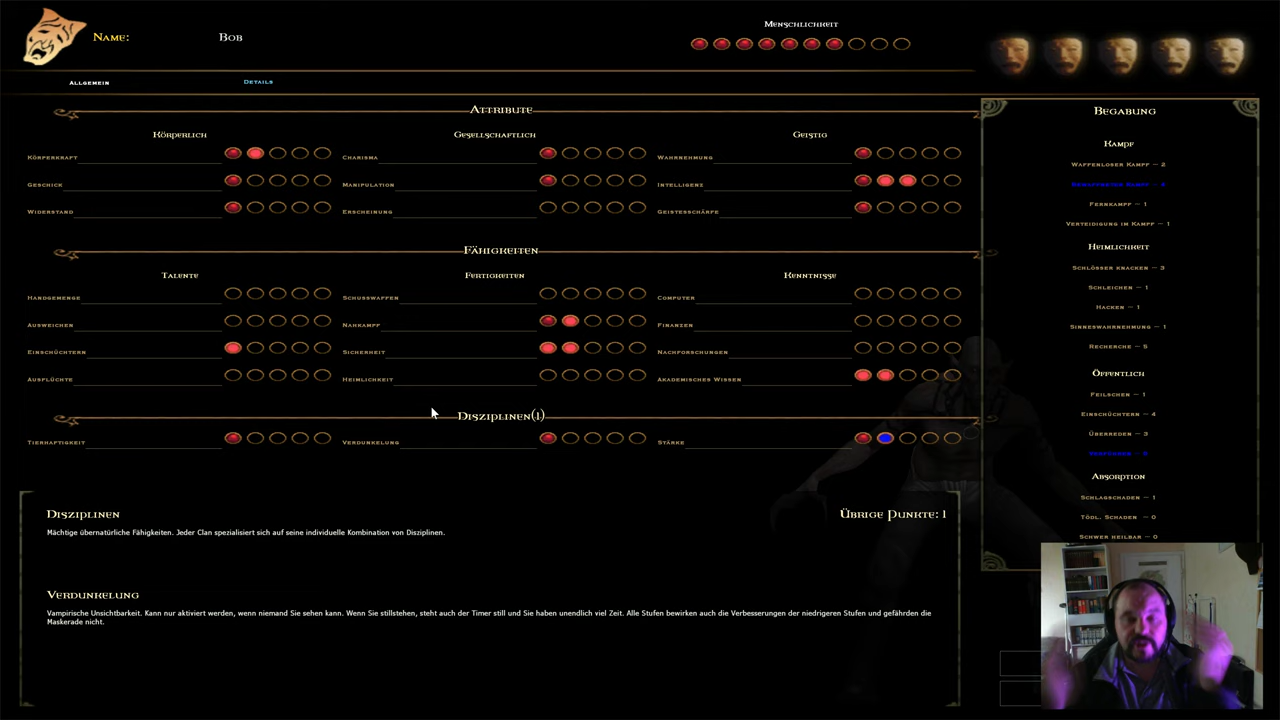 Name: Bob
Menschlichkeit
Allgemein Details
Attribute
Körperlich Gesellschaftlich Geistig
Körperkraft Charisma Wahrnehmung
Geschick Manipulation Intelligenz
Widerstand Erscheinung Geistesschärfe
Fähigkeiten
Talente Fertigkeiten Kenntnisse
Handgemenge Schusswaffen Computer
Ausweichen Nahkampf Finanzen
Einschüchtern Sicherheit Nachforschungen
Ausflüchte Heimlichkeit Akademisches Wissen
Disziplinen(1)
Tierhaftigkeit Verdunkelung Stärke
Disziplinen
Übrige Punkte: 1
Mächtige übernatürliche Fähigkeiten. Jeder Clan spezialisiert sich auf seine individuelle Kombination von Disziplinen.
Verdunkelung
Vampirische Unsichtbarkeit. Kann nur aktiviert werden, wenn niemand Sie sehen kann. Wenn Sie stillstehen, steht auch der Timer still und Sie haben unendlich viel Zeit. Alle Stufen bewirken auch die Verbesserungen der niedrigeren Stufen und gefährden die
Maskerade nicht.
Begabung
Kampf
Waffenloser Kampf – 2
Bewaffneter Kampf – 4
Fernkampf – 1
Verteidigung im Kampf – 1
Heimlichkeit
Schlösser knacken – 3
Schleichen – 1
Hacken – 1
Sinneswahrnehmung – 1
Recherche – 5
Öffentlich
Feilschen – 1
Einschüchtern – 4
Überreden – 3
Absorption
Schlagschaden – 1
Tödl. Schaden – 0
Schwer heilbar – 0